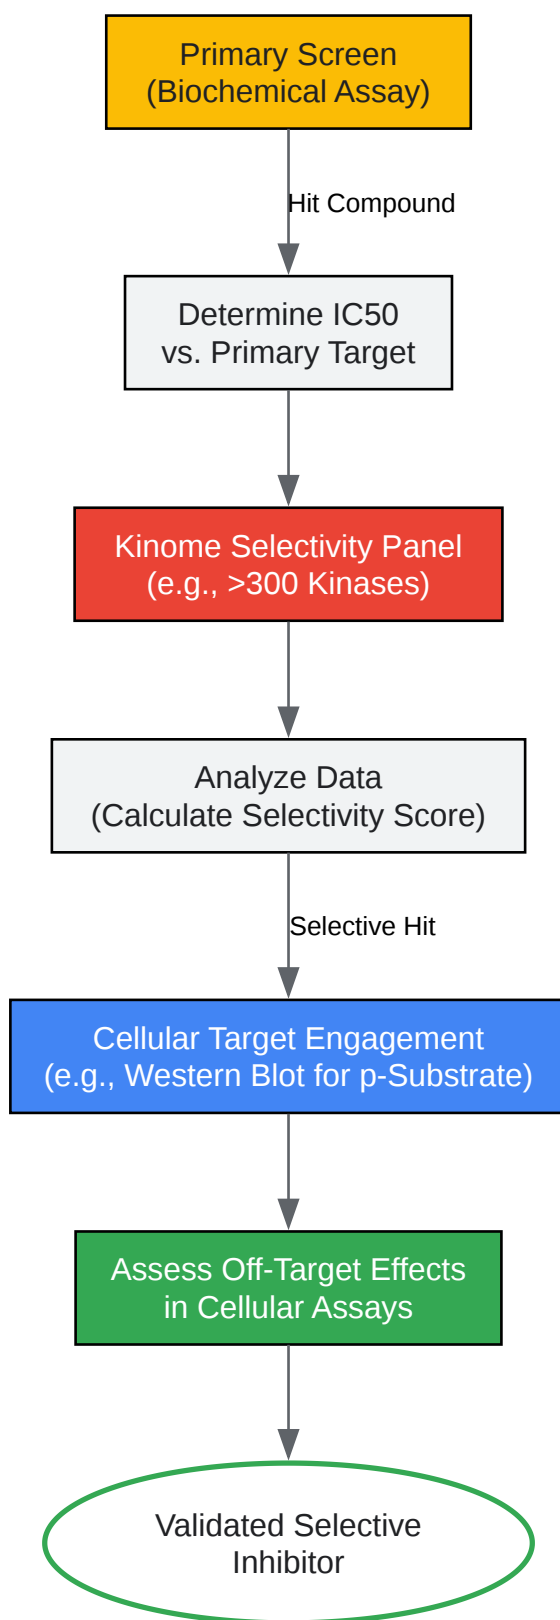 Primary Screen
(Biochemical Assay)
Hit Compound
Determine IC50
vs. Primary Target
Kinome Selectivity Panel
(e.g., >300 Kinases)
Analyze Data
(Calculate Selectivity Score)
Selective Hit
Cellular Target Engagement
(e.g., Western Blot for p-Substrate)
Assess Off-Target Effects
in Cellular Assays
Validated Selective
Inhibitor